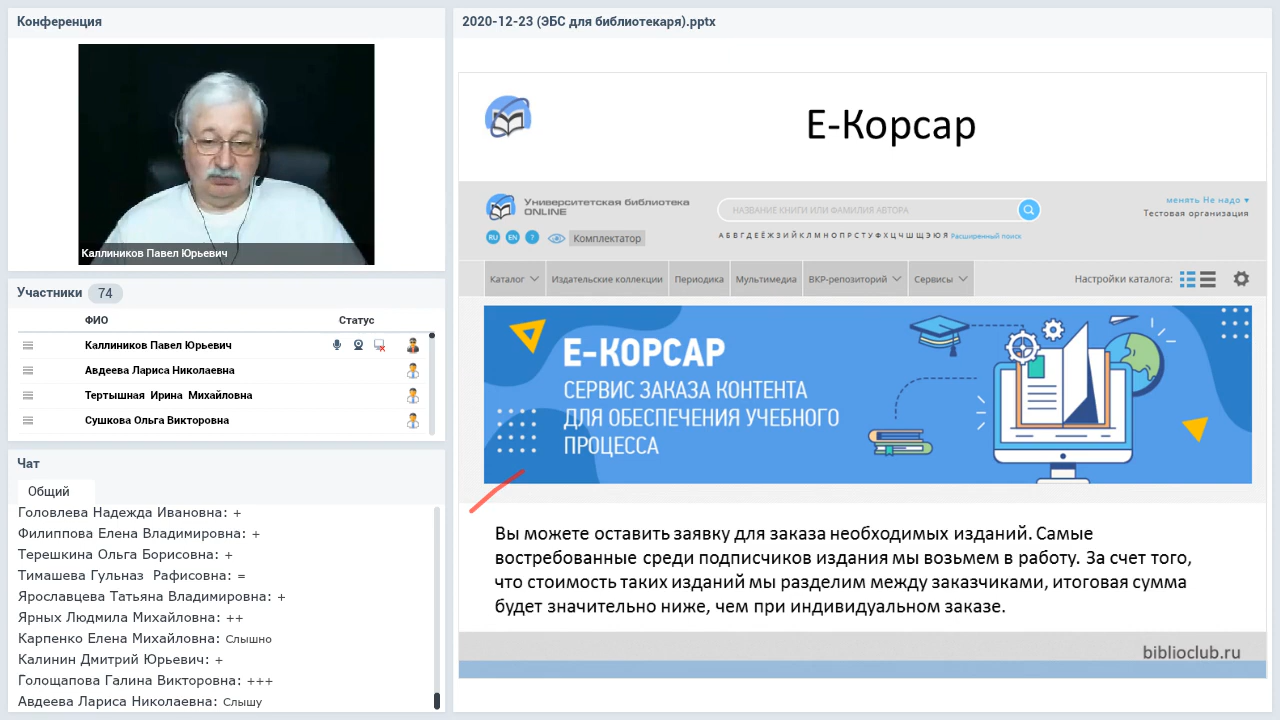 Конференция
Каллиников Павел Юрьевич
Участники 74
ФИО Статус
Каллиников Павел Юрьевич
Авдеева Лариса Николаевна
Тертышная Ирина Михайловна
Сушкова Ольга Викторовна
Чат
Общий
Головлева Надежда Ивановна: +
Филиппова Елена Владимировна: +
Терешкина Ольга Борисовна: +
Тимашева Гульназ Рафисовна: =
Ярославцева Татьяна Владимировна: +
Ярных Людмила Михайловна: ++
Карпенко Елена Михайловна: Слышно
Калинин Дмитрий Юрьевич: +
Голощапова Галина Викторовна: +++
Авдеева Лариса Николаевна: Слышу
2020-12-23 (ЭБС для библиотекаря).pptx
Е-Корсар
Университетская библиотека
ONLINE
НАЗВАНИЕ КНИГИ ИЛИ ФАМИЛИЯ АВТОРА
менять Не надо ▾
Тестовая организация
RU EN ? Комплектатор
А Б В Г Д Е Ё Ж З И Й К Л М Н О П Р С Т У Ф Х Ц Ч Ш Щ Э Ю Я Расширенный поиск
Каталог Издательские коллекции Периодика Мультимедиа ВКР-репозиторий Сервисы Настройки каталога:
Е-КОРСАР
СЕРВИС ЗАКАЗА КОНТЕНТА
ДЛЯ ОБЕСПЕЧЕНИЯ УЧЕБНОГО
ПРОЦЕССА
Вы можете оставить заявку для заказа необходимых изданий. Самые
востребованные среди подписчиков издания мы возьмем в работу. За счет того,
что стоимость таких изданий мы разделим между заказчиками, итоговая сумма
будет значительно ниже, чем при индивидуальном заказе.
biblioclub.ru